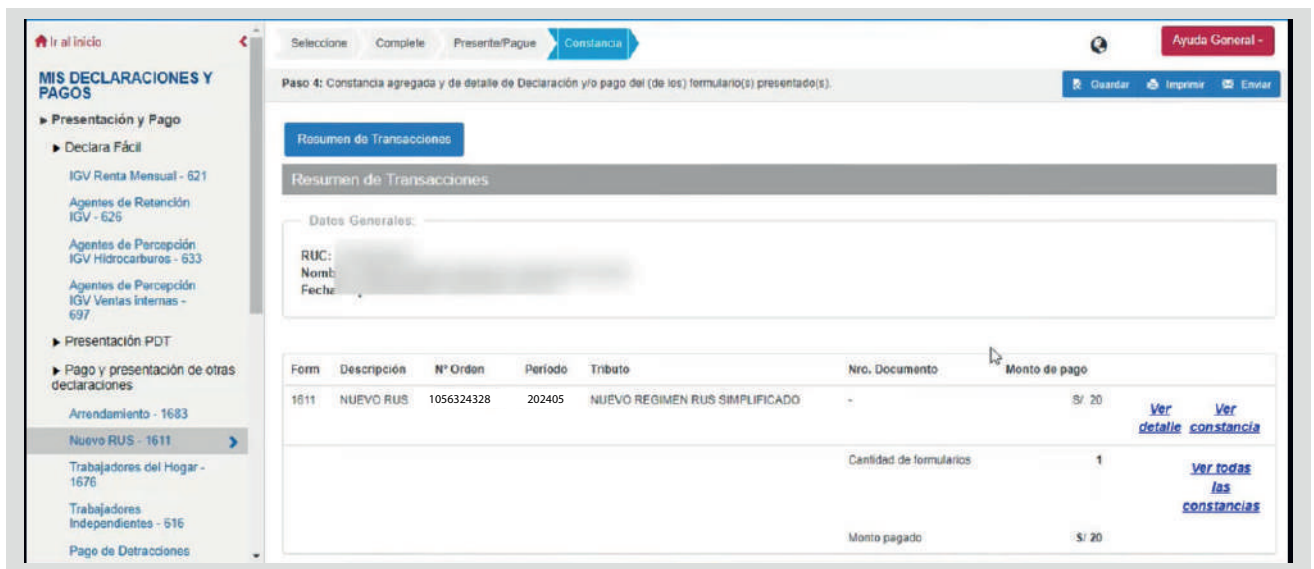 Ir al inicio
MIS DECLARACIONES Y
PAGOS
Presentación y Pago
Declara Fácil
IGV Renta Mensual - 621
Agentes de Retención
IGV - 626
Agentes de Percepción
IGV Hidrocarburos - 633
Agentes de Percepción
IGV Ventas internas -
697
Presentación PDT
Pago y presentación de otras
declaraciones
Arrendamiento - 1683
Nuevo RUS - 1611
Trabajadores del Hogar -
1676
Trabajadores
Independientes - 616
Pago de Detracciones
Seleccione Complete Presente/Pague Constancia
Ayuda General
Paso 4: Constancia agregada y de detalle de Declaración y/o pago del (de los) formulario(s) presentado(s).
Guardar Imprimir Enviar
Resumen de Transacciones
Resumen de Transacciones
Datos Generales:
RUC:
Nomb
Fecha
Form Descripción N° Orden Período Tributo Nro. Documento Monto de pago
1611 NUEVO RUS 1056324328 202405 NUEVO REGIMEN RUS SIMPLIFICADO - S/ 20 Ver detalle Ver constancia
Cantidad de formularios 1 Ver todas
las
constancias
Monto pagado S/ 20